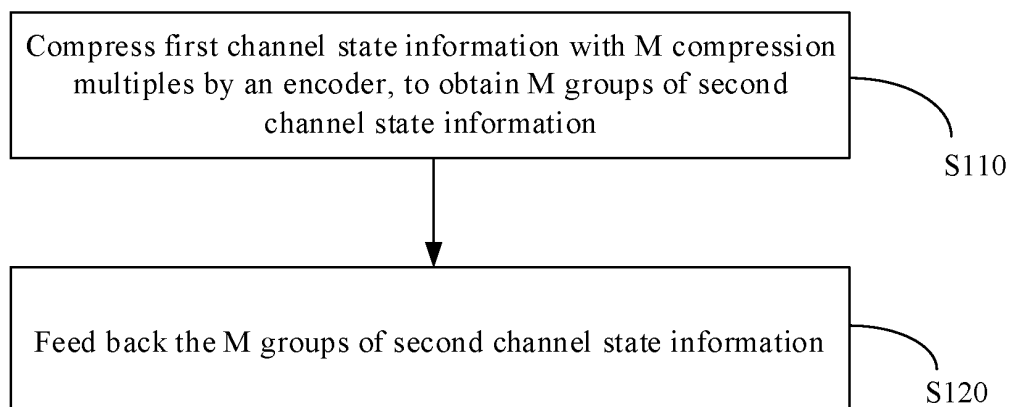 Compress first channel state information with M compression
multiples by an encoder, to obtain M groups of second
channel state information
S110
Feed back the M groups of second channel state information
S120